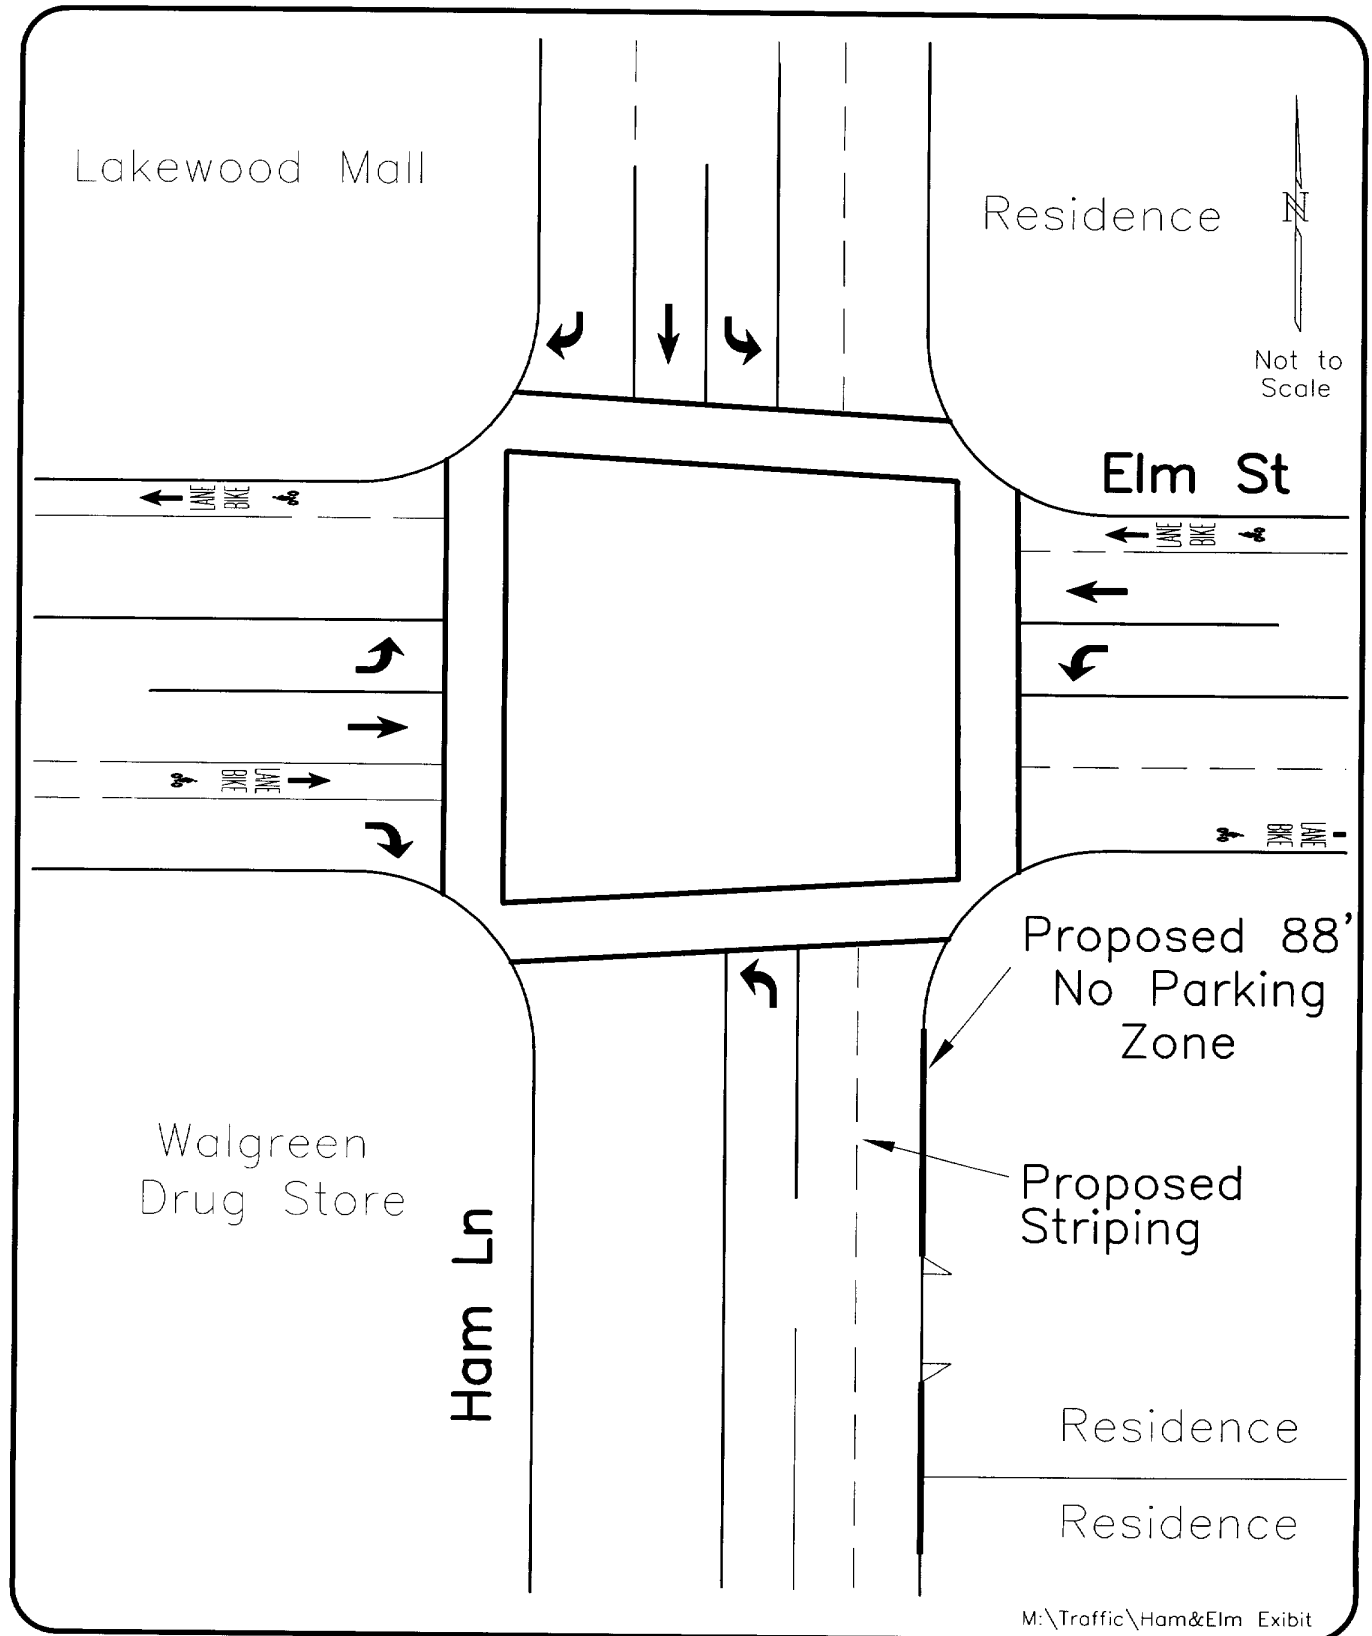 Lakewood Mall
Residence
N
Not to
Scale
Elm St
LANE
BIKE
LANE
BIKE
BIKE
LANE
BIKE
LANE
Proposed 88'
No Parking
Zone
Walgreen
Drug Store
Proposed
Striping
Ham Ln
Residence
Residence
M:\Traffic\Ham&Elm Exibit